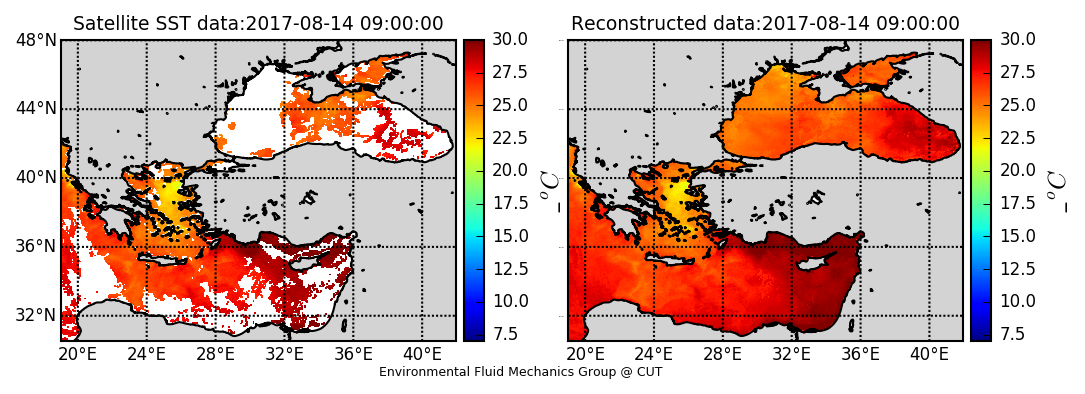 Satellite SST data:2017-08-14 09:00:00
Reconstructed data:2017-08-14 09:00:00
48°N
44°N
40°N
36°N
32°N
20°E 24°E 28°E 32°E 36°E 40°E
30.0
27.5
25.0
22.5
20.0
17.5
15.0
12.5
10.0
7.5
_ °C
20°E 24°E 28°E 32°E 36°E 40°E
30.0
27.5
25.0
22.5
20.0
17.5
15.0
12.5
10.0
7.5
_ °C
Environmental Fluid Mechanics Group @ CUT